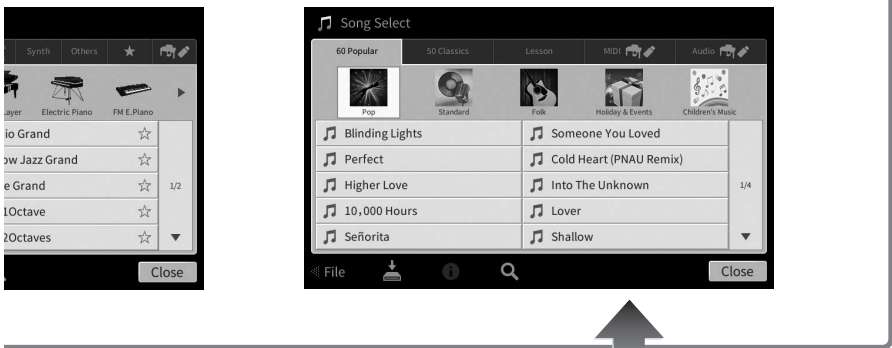 Synth Others
Layer Electric Piano FM E.Piano
io Grand
ow Jazz Grand
e Grand
1Octave
2Octaves
1/2
Close
Song Select
60 Popular 50 Classics Lesson MIDI Audio
Pop Standard Folk Holiday & Events Children's Music
Blinding Lights Someone You Loved
Perfect Cold Heart (PNAU Remix)
Higher Love Into The Unknown 1/4
10,000 Hours Lover
Señorita Shallow
File Close